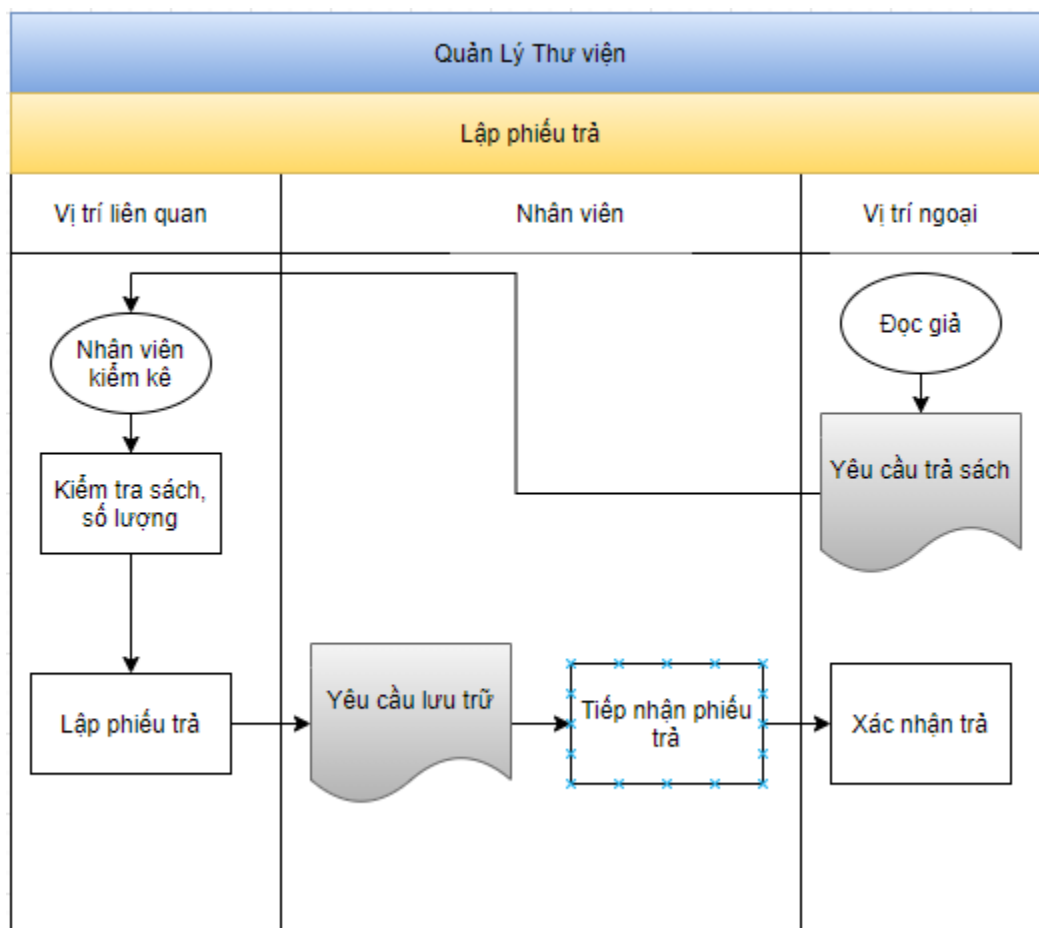 Quản Lý Thư viện
Lập phiếu trả
Vị trí liên quan
Nhân viên
Vị trí ngoại
Đọc giả
Nhân viên
kiểm kê
Yêu cầu trả sách
Kiểm tra sách,
số lượng
Lập phiếu trả
Yêu cầu lưu trữ
Tiếp nhận phiếu
trả
Xác nhận trả